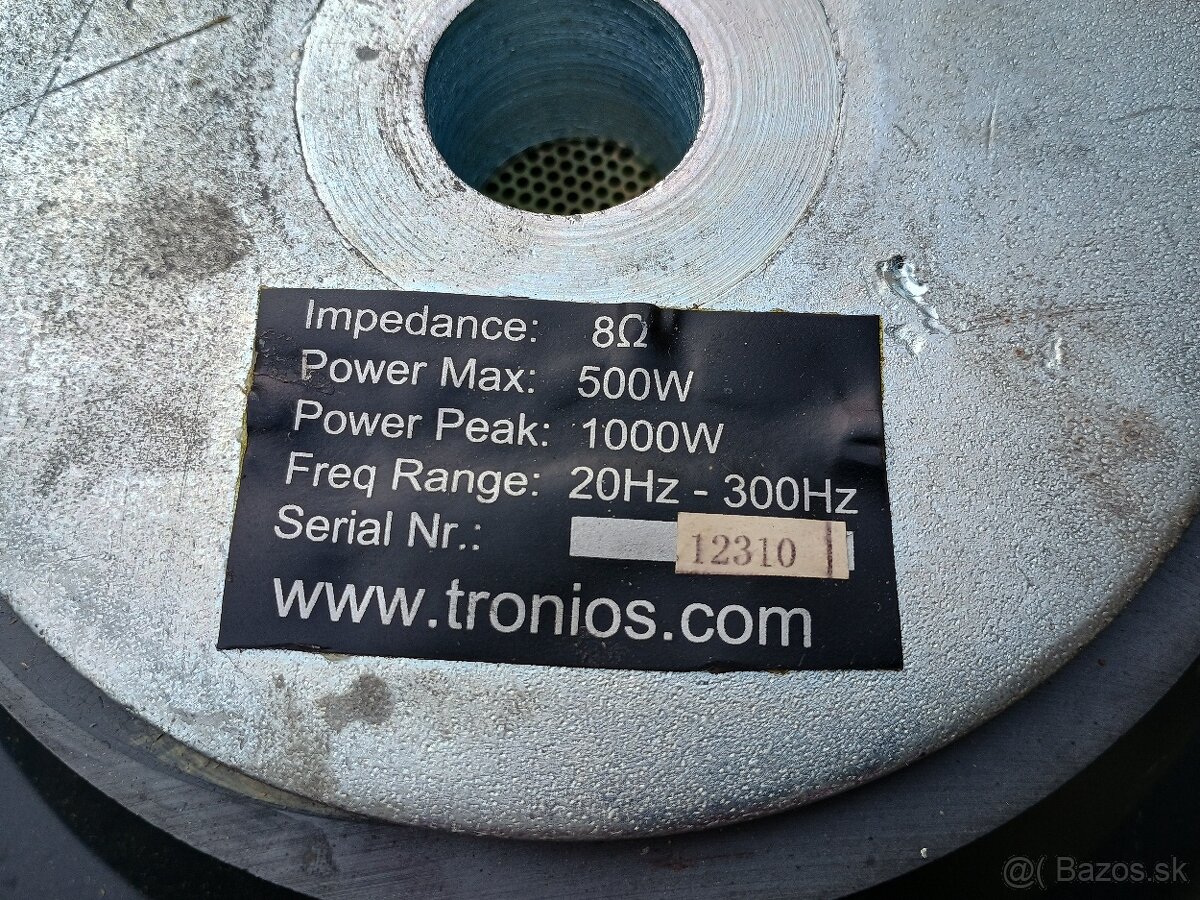 Impedance: 8Ω
Power Max: 500W
Power Peak: 1000W
Freq Range: 20Hz - 300Hz
Serial Nr.: 12310
www.tronios.com
@( Bazos.sk